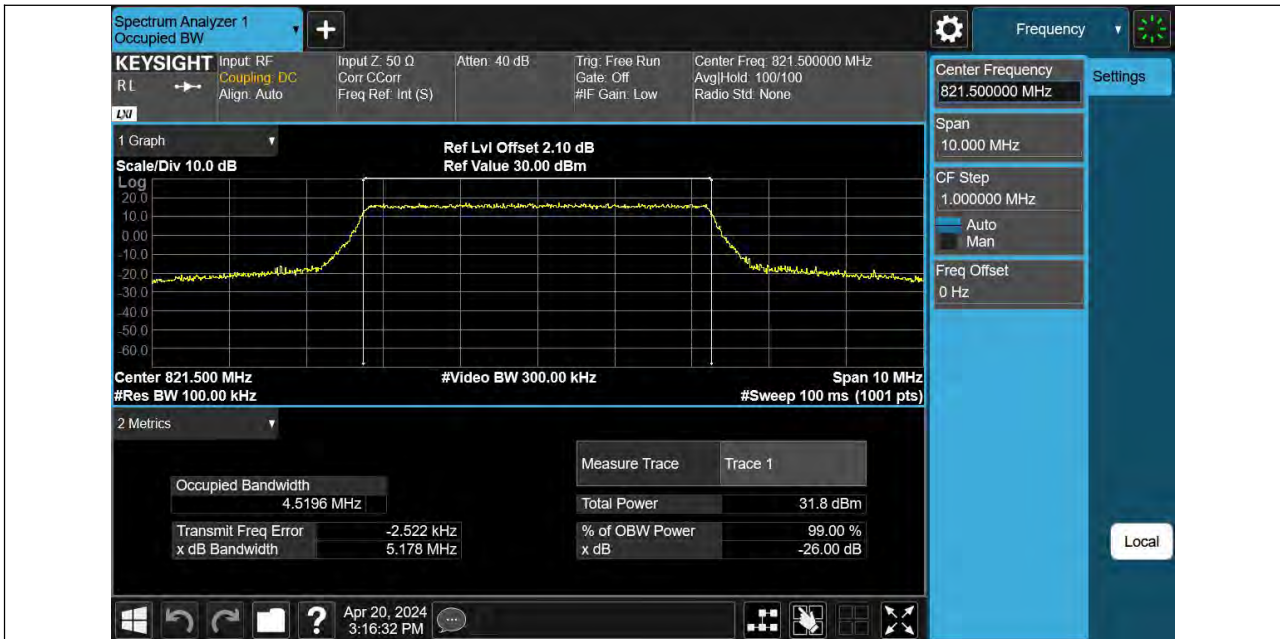 Spectrum Analyzer 1
Occupied BW
+
Frequency
KEYSIGHT
R L
LXI
Input: RF
Coupling: DC
Align: Auto
Input Z: 50 Ω
Corr CCorr
Freq Ref: Int (S)
Atten: 40 dB
Trig: Free Run
Gate: Off
#IF Gain: Low
Center Freq: 821.500000 MHz
Avg|Hold: 100/100
Radio Std: None
Center Frequency
821.500000 MHz
Settings
Span
10.000 MHz
CF Step
1.000000 MHz
Auto
Man
Freq Offset
0 Hz
Local
1 Graph
Scale/Div 10.0 dB
Ref Lvl Offset 2.10 dB
Ref Value 30.00 dBm
Log
20.0
10.0
0.00
-10.0
-20.0
-30.0
-40.0
-50.0
-60.0
Center 821.500 MHz
#Res BW 100.00 kHz
#Video BW 300.00 kHz
Span 10 MHz
#Sweep 100 ms (1001 pts)
2 Metrics
Measure Trace Trace 1
Occupied Bandwidth
4.5196 MHz
Total Power 31.8 dBm
Transmit Freq Error -2.522 kHz
% of OBW Power 99.00 %
x dB Bandwidth 5.178 MHz
x dB -26.00 dB
?
Apr 20, 2024
3:16:32 PM